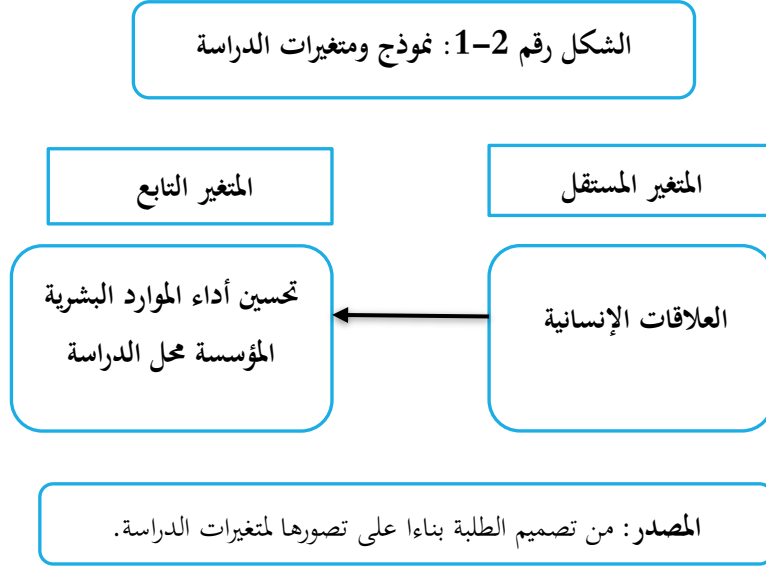 الشكل رقم 2–1: نموذج ومتغيرات الدراسة
المتغير المستقل
المتغير التابع
العلاقات الإنسانية
تحسين أداء الموارد البشرية
المؤسسة محل الدراسة
المصدر: من تصميم الطلبة بناءا على تصورها لمتغيرات الدراسة.